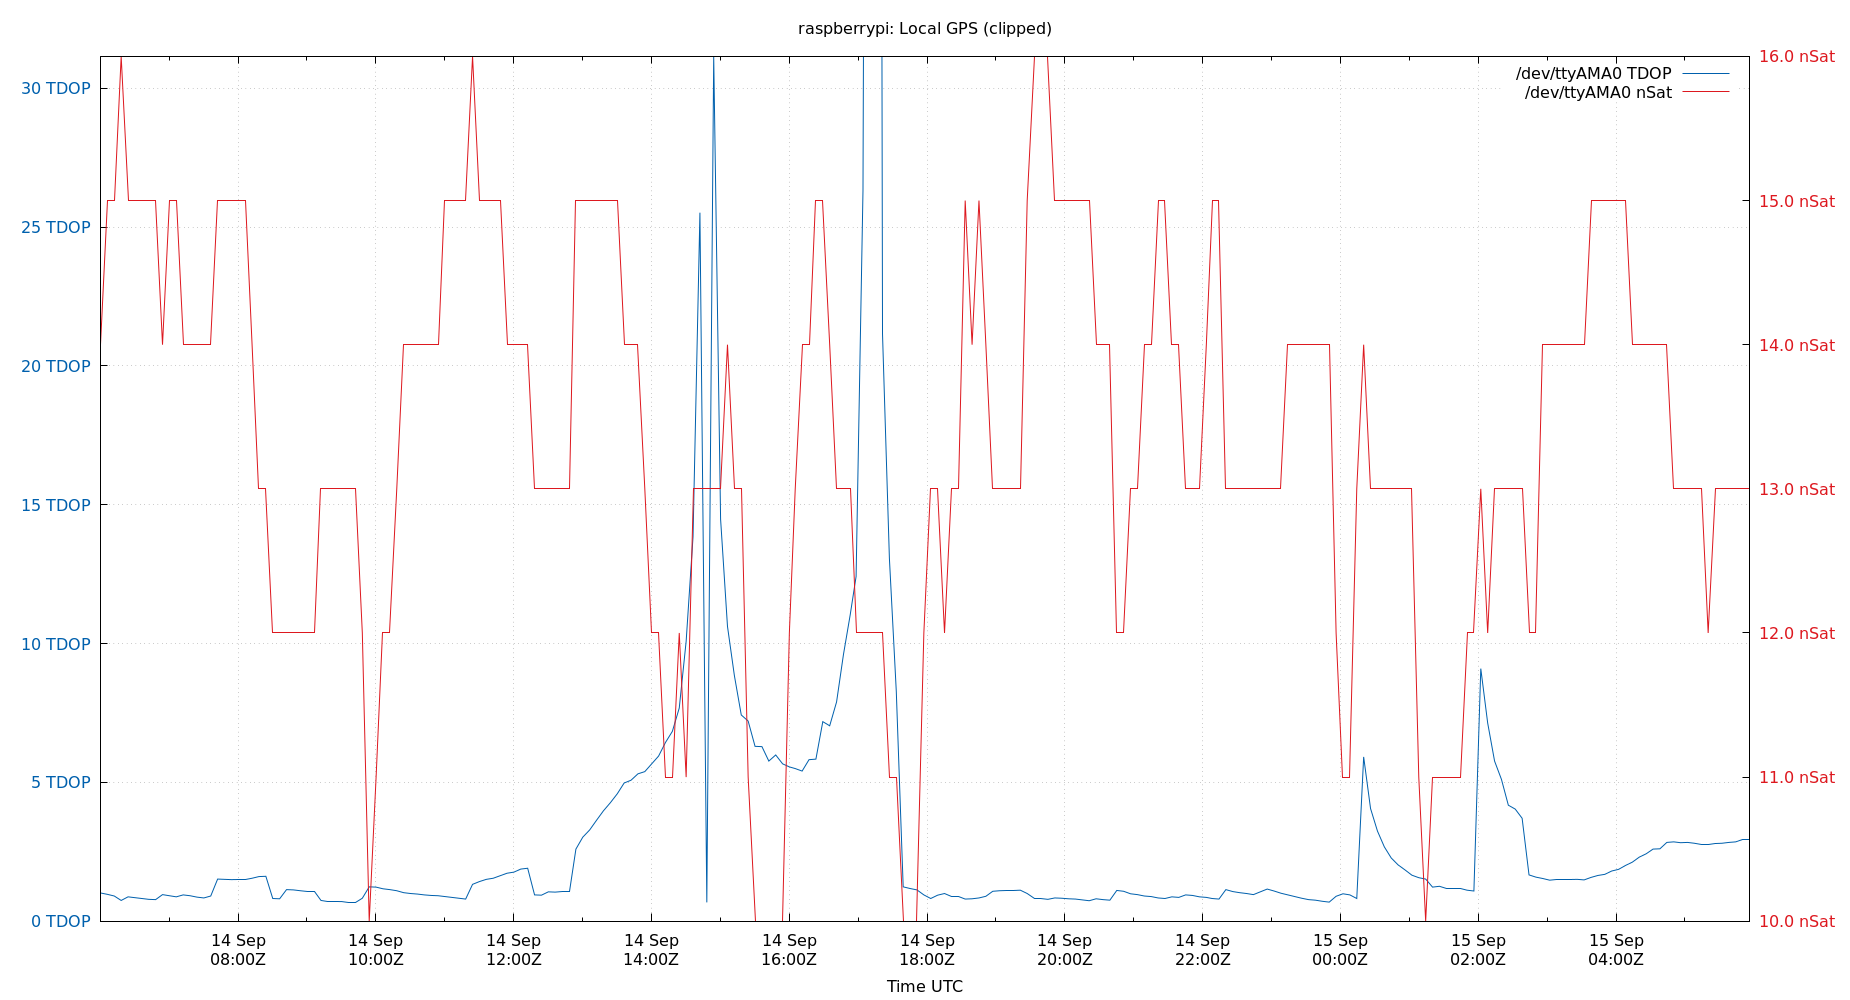 raspberrypi: Local GPS (clipped)
/dev/ttyAMA0 TDOP
/dev/ttyAMA0 nSat
30 TDOP
25 TDOP
20 TDOP
15 TDOP
10 TDOP
5 TDOP
0 TDOP
16.0 nSat
15.0 nSat
14.0 nSat
13.0 nSat
12.0 nSat
11.0 nSat
10.0 nSat
14 Sep
08:00Z
14 Sep
10:00Z
14 Sep
12:00Z
14 Sep
14:00Z
14 Sep
16:00Z
14 Sep
18:00Z
14 Sep
20:00Z
14 Sep
22:00Z
15 Sep
00:00Z
15 Sep
02:00Z
15 Sep
04:00Z
Time UTC